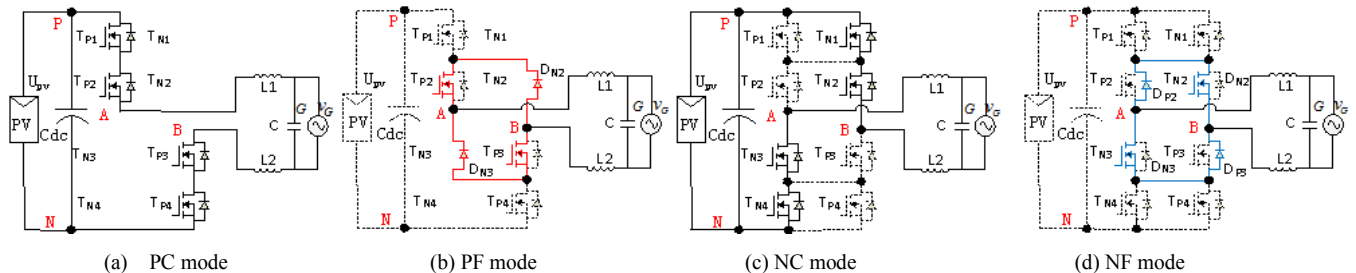 P
T_P1
T_N1
U_pv
T_P2
T_N2
L1
G
V_G
PV
Cdc
A
B
C
T_N3
T_P3
L2
T_N4
T_P4
N
(a) PC mode
P
T_P1
T_N1
U_pv
T_P2
T_N2
D_N2
L1
G
V_G
PV
Cdc
A
B
C
T_N3
T_P3
D_N3
L2
T_N4
T_P4
N
(b) PF mode
P
T_P1
T_N1
U_pv
T_P2
T_N2
L1
G
V_G
PV
Cdc
A
B
C
T_N3
T_P3
L2
T_N4
T_P4
N
(c) NC mode
P
T_P1
T_N1
U_pv
T_P2
T_N2
D_N2
D_P2
L1
G
V_G
PV
Cdc
A
B
C
T_N3
T_P3
D_N3
D_P3
L2
T_N4
T_P4
N
(d) NF mode